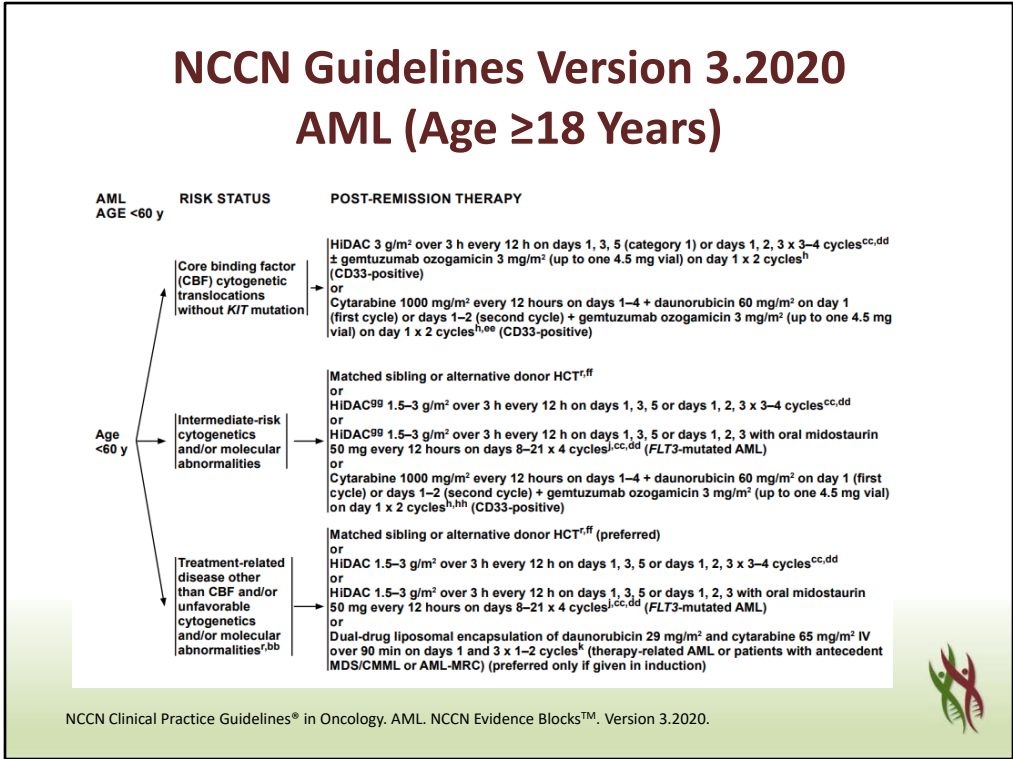 NCCN Guidelines Version 3.2020
AML (Age ≥18 Years)
AML
AGE <60 y
RISK STATUS
POST-REMISSION THERAPY
Age
<60 y
Core binding factor
(CBF) cytogenetic
translocations
without KIT mutation
HiDAC 3 g/m² over 3 h every 12 h on days 1, 3, 5 (category 1) or days 1, 2, 3 x 3–4 cycles^cc,dd
± gemtuzumab ozogamicin 3 mg/m² (up to one 4.5 mg vial) on day 1 x 2 cycles^h
(CD33-positive)
or
Cytarabine 1000 mg/m² every 12 hours on days 1–4 + daunorubicin 60 mg/m² on day 1
(first cycle) or days 1–2 (second cycle) + gemtuzumab ozogamicin 3 mg/m² (up to one 4.5 mg
vial) on day 1 x 2 cycles^h,ee (CD33-positive)
Intermediate-risk
cytogenetics
and/or molecular
abnormalities
Matched sibling or alternative donor HCT^r,ff
or
HiDAC^gg 1.5–3 g/m² over 3 h every 12 h on days 1, 3, 5 or days 1, 2, 3 x 3–4 cycles^cc,dd
or
HiDAC^gg 1.5–3 g/m² over 3 h every 12 h on days 1, 3, 5 or days 1, 2, 3 with oral midostaurin
50 mg every 12 hours on days 8–21 x 4 cycles^j,cc,dd (FLT3-mutated AML)
or
Cytarabine 1000 mg/m² every 12 hours on days 1–4 + daunorubicin 60 mg/m² on day 1 (first
cycle) or days 1–2 (second cycle) + gemtuzumab ozogamicin 3 mg/m² (up to one 4.5 mg vial)
on day 1 x 2 cycles^h,hh (CD33-positive)
Treatment-related
disease other
than CBF and/or
unfavorable
cytogenetics
and/or molecular
abnormalities^r,bb
Matched sibling or alternative donor HCT^r,ff (preferred)
or
HiDAC 1.5–3 g/m² over 3 h every 12 h on days 1, 3, 5 or days 1, 2, 3 x 3–4 cycles^cc,dd
or
HiDAC 1.5–3 g/m² over 3 h every 12 h on days 1, 3, 5 or days 1, 2, 3 with oral midostaurin
50 mg every 12 hours on days 8–21 x 4 cycles^j,cc,dd (FLT3-mutated AML)
or
Dual-drug liposomal encapsulation of daunorubicin 29 mg/m² and cytarabine 65 mg/m² IV
over 90 min on days 1 and 3 x 1–2 cycles^k (therapy-related AML or patients with antecedent
MDS/CMML or AML-MRC) (preferred only if given in induction)
NCCN Clinical Practice Guidelines® in Oncology. AML. NCCN Evidence Blocks™. Version 3.2020.